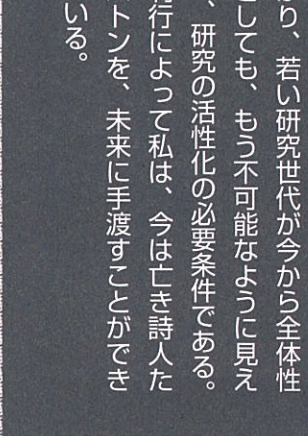 り、若い研究世代が今から全体性
としても、もう不可能なように見え
、研究の活性化の必要条件である。
行によって私は、今は亡き詩人た
トンを、未来に手渡すことができ
いる。